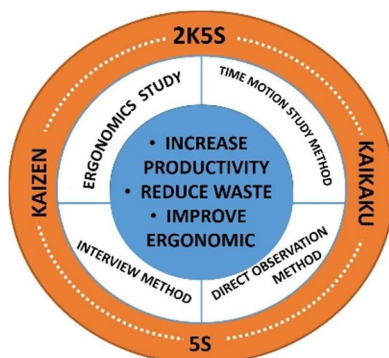 2K5S
KAIZEN
KAIKAKU
5S
ERGONOMICS STUDY
TIME MOTION STUDY METHOD
INTERVIEW METHOD
DIRECT OBSERVATION
METHOD
• INCREASE
PRODUCTIVITY
• REDUCE WASTE
• IMPROVE
ERGONOMIC